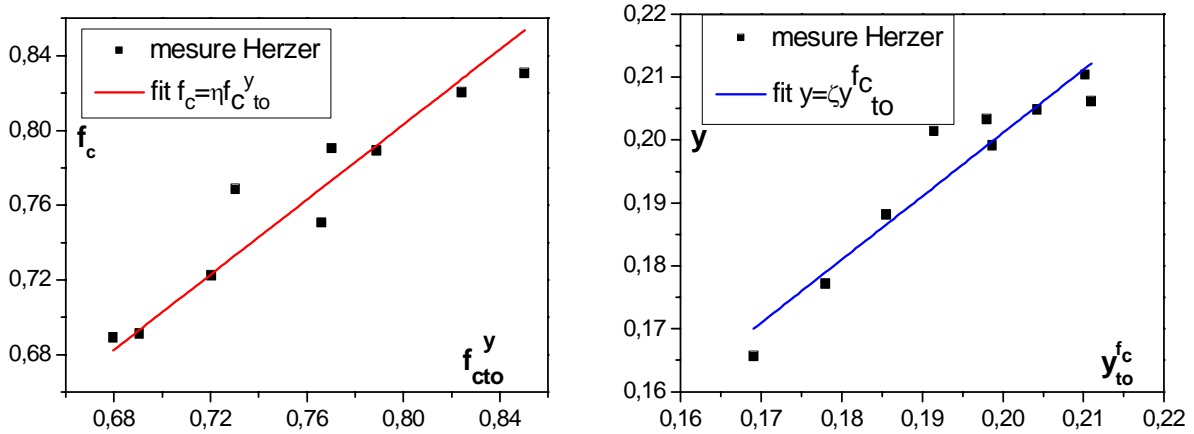 0,84
0,80
0,76
0,72
0,68
mesure Herzer
fit f_c=ηf_c^y_to
f_c
f_cto^y
0,68 0,72 0,76 0,80 0,84
0,22
0,21
0,20
0,19
0,18
0,17
0,16
mesure Herzer
fit y=ζy^f_c_to
y
y_to^f_c
0,16 0,17 0,18 0,19 0,20 0,21 0,22